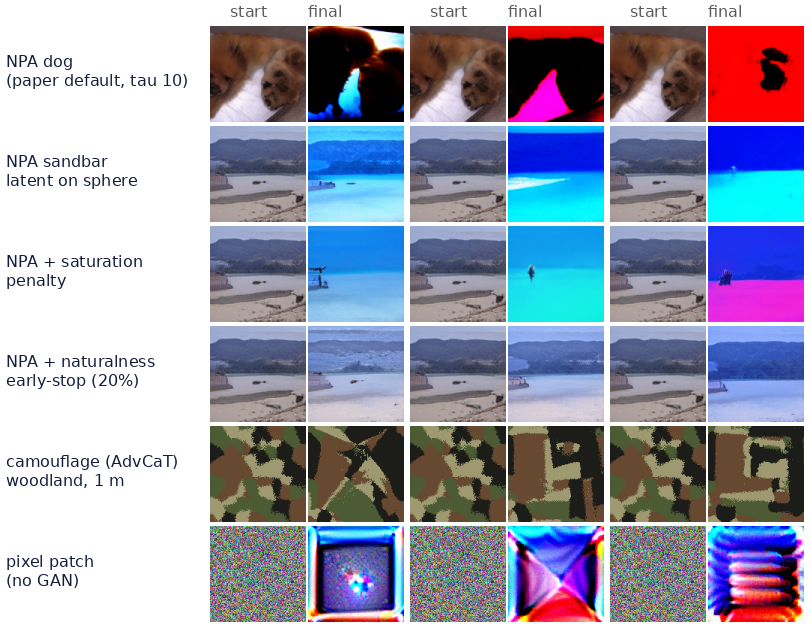 start final start final start final
NPA dog
(paper default, tau 10)
NPA sandbar
latent on sphere
NPA + saturation
penalty
NPA + naturalness
early-stop (20%)
camouflage (AdvCaT)
woodland, 1 m
pixel patch
(no GAN)